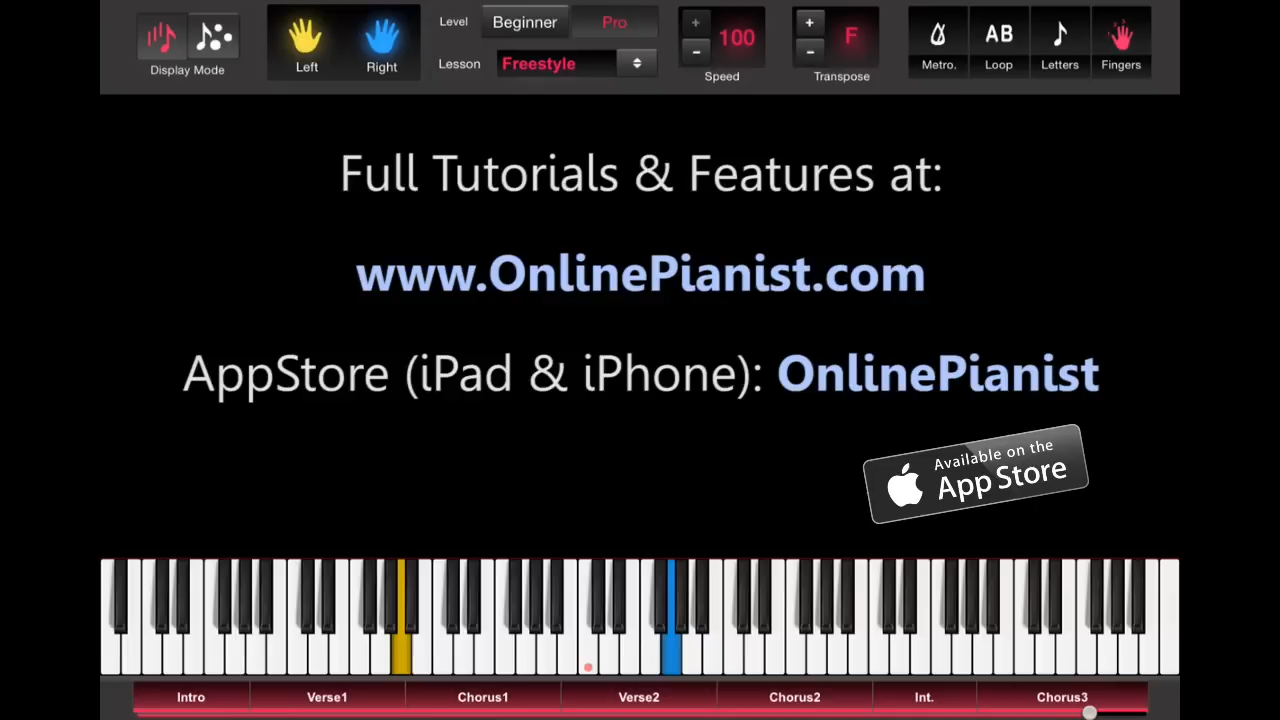 Display Mode
Left
Right
Level
Beginner
Pro
Lesson
Freestyle
+
-
100
Speed
+
-
F
Transpose
Metro.
AB
Loop
Letters
Fingers
Full Tutorials & Features at:
www.OnlinePianist.com
AppStore (iPad & iPhone): OnlinePianist
Available on the
App Store
Intro
Verse1
Chorus1
Verse2
Chorus2
Int.
Chorus3